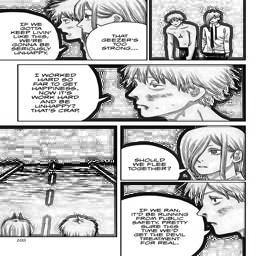 IF WE
GOTTA
KEEP LIVIN'
LIKE THIS,
WE'RE
GONNA BE
SERIOUSLY
UNHAPPY.
THAT
GEEZER'S
TOO
STRONG...
I WORKED
HARD SO
FAR TO GET
HAPPINESS,
NOW IT'S
WORK HARD
AND BE
UNHAPPY?
THAT'S CRAP.
SHOULD
WE FLEE
TOGETHER?
IF WE RAN,
IT'D BE RUNNING
FROM PUBLIC
SAFETY. PRETTY
SURE THIS
TIME WE'D
GET THE DEVIL
TREATMENT
FOR REAL...